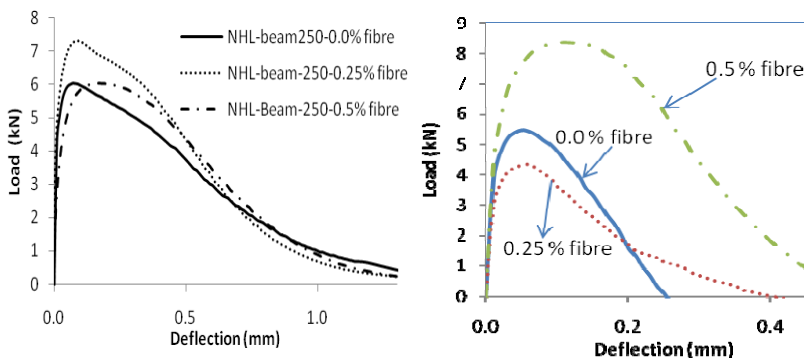 8
7
6
5
4
3
2
1
0
Load (kN)
NHL-beam250-0.0% fibre
NHL-beam-250-0.25% fibre
NHL-Beam-250-0.5% fibre
0.0
0.5
1.0
Deflection (mm)
9
8
7
6
5
4
3
2
1
0
Load (kN)
0.5% fibre
0.0 % fibre
0.25 % fibre
0.0
0.2
0.4
Deflection (mm)